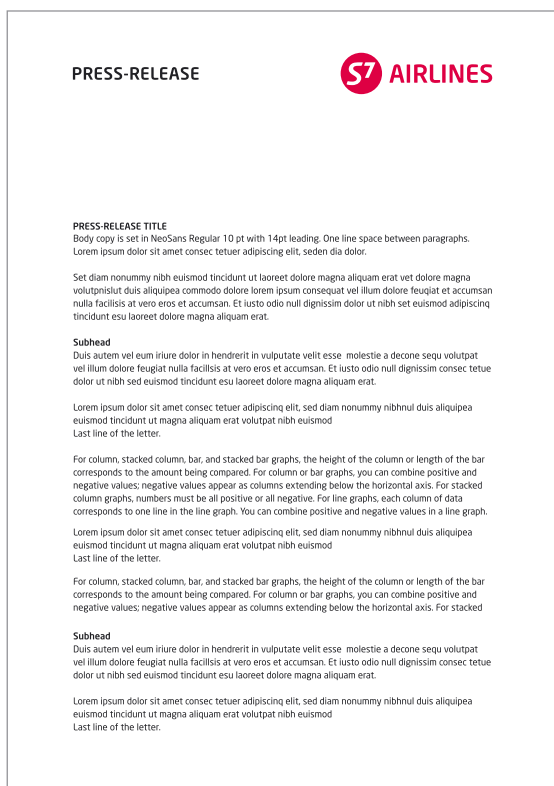 PRESS-RELEASE
S7 AIRLINES
PRESS-RELEASE TITLE
Body copy is set in NeoSans Regular 10 pt with 14pt leading. One line space between paragraphs.
Lorem ipsum dolor sit amet consec tetuer adipiscing elit, seden dia dolor.
Set diam nonummy nibh euismod tincidunt ut laoreet dolore magna aliquam erat vet dolore magna
volutpnislut duis aliquipea commodo dolore lorem ipsum consequat vel illum dolore feuqiat et accumsan
nulla facilisis at vero eros et accumsan. Et iusto odio null dignissim dolor ut nibh set euismod adipiscinq
tincidunt esu laoreet dolore magna aliquam erat.
Subhead
Duis autem vel eum iriure dolor in hendrerit in vulputate velit esse  molestie a decone sequ volutpat
vel illum dolore feugiat nulla facillsis at vero eros et accumsan. Et iusto odio null dignissim consec tetue
dolor ut nibh sed euismod tincidunt esu laoreet dolore magna aliquam erat.
Lorem ipsum dolor sit amet consec tetuer adipiscinq elit, sed diam nonummy nibhnul duis aliquipea
euismod tincidunt ut magna aliquam erat volutpat nibh euismod
Last line of the letter.
For column, stacked column, bar, and stacked bar graphs, the height of the column or length of the bar
corresponds to the amount being compared. For column or bar graphs, you can combine positive and
negative values; negative values appear as columns extending below the horizontal axis. For stacked
column graphs, numbers must be all positive or all negative. For line graphs, each column of data
corresponds to one line in the line graph. You can combine positive and negative values in a line graph.
Lorem ipsum dolor sit amet consec tetuer adipiscinq elit, sed diam nonummy nibhnul duis aliquipea
euismod tincidunt ut magna aliquam erat volutpat nibh euismod
Last line of the letter.
For column, stacked column, bar, and stacked bar graphs, the height of the column or length of the bar
corresponds to the amount being compared. For column or bar graphs, you can combine positive and
negative values; negative values appear as columns extending below the horizontal axis. For stacked
Subhead
Duis autem vel eum iriure dolor in hendrerit in vulputate velit esse  molestie a decone sequ volutpat
vel illum dolore feugiat nulla facillsis at vero eros et accumsan. Et iusto odio null dignissim consec tetue
dolor ut nibh sed euismod tincidunt esu laoreet dolore magna aliquam erat.
Lorem ipsum dolor sit amet consec tetuer adipiscinq elit, sed diam nonummy nibhnul duis aliquipea
euismod tincidunt ut magna aliquam erat volutpat nibh euismod
Last line of the letter.